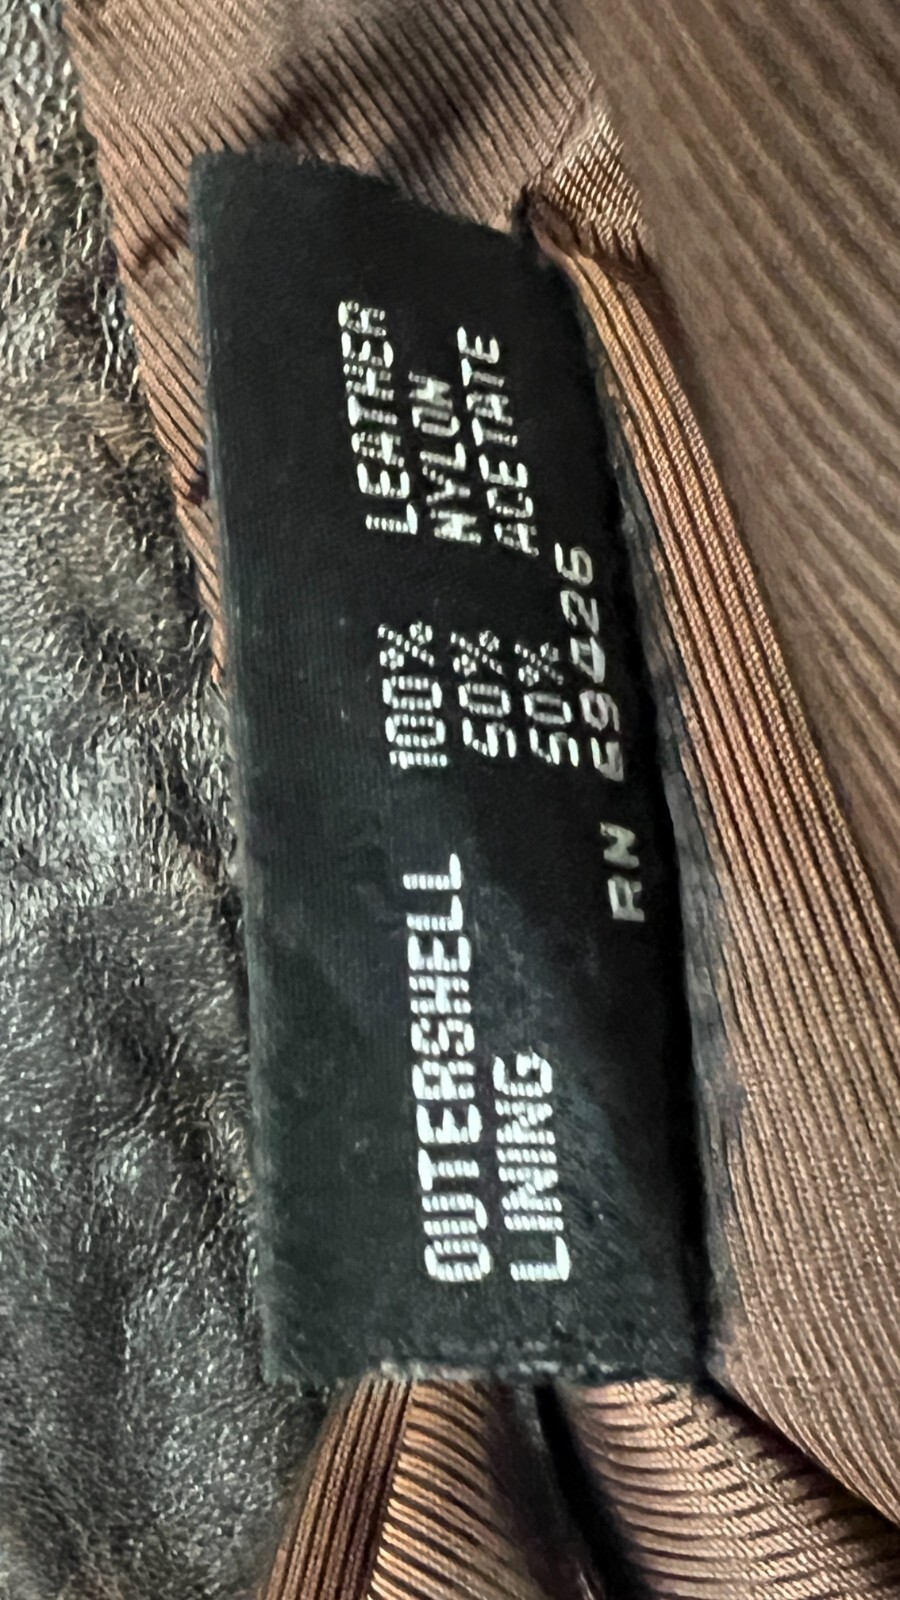 OUTERSHELL 100% LEATHER
LINING 50% NYLON
50% ACETATE
RN 69426